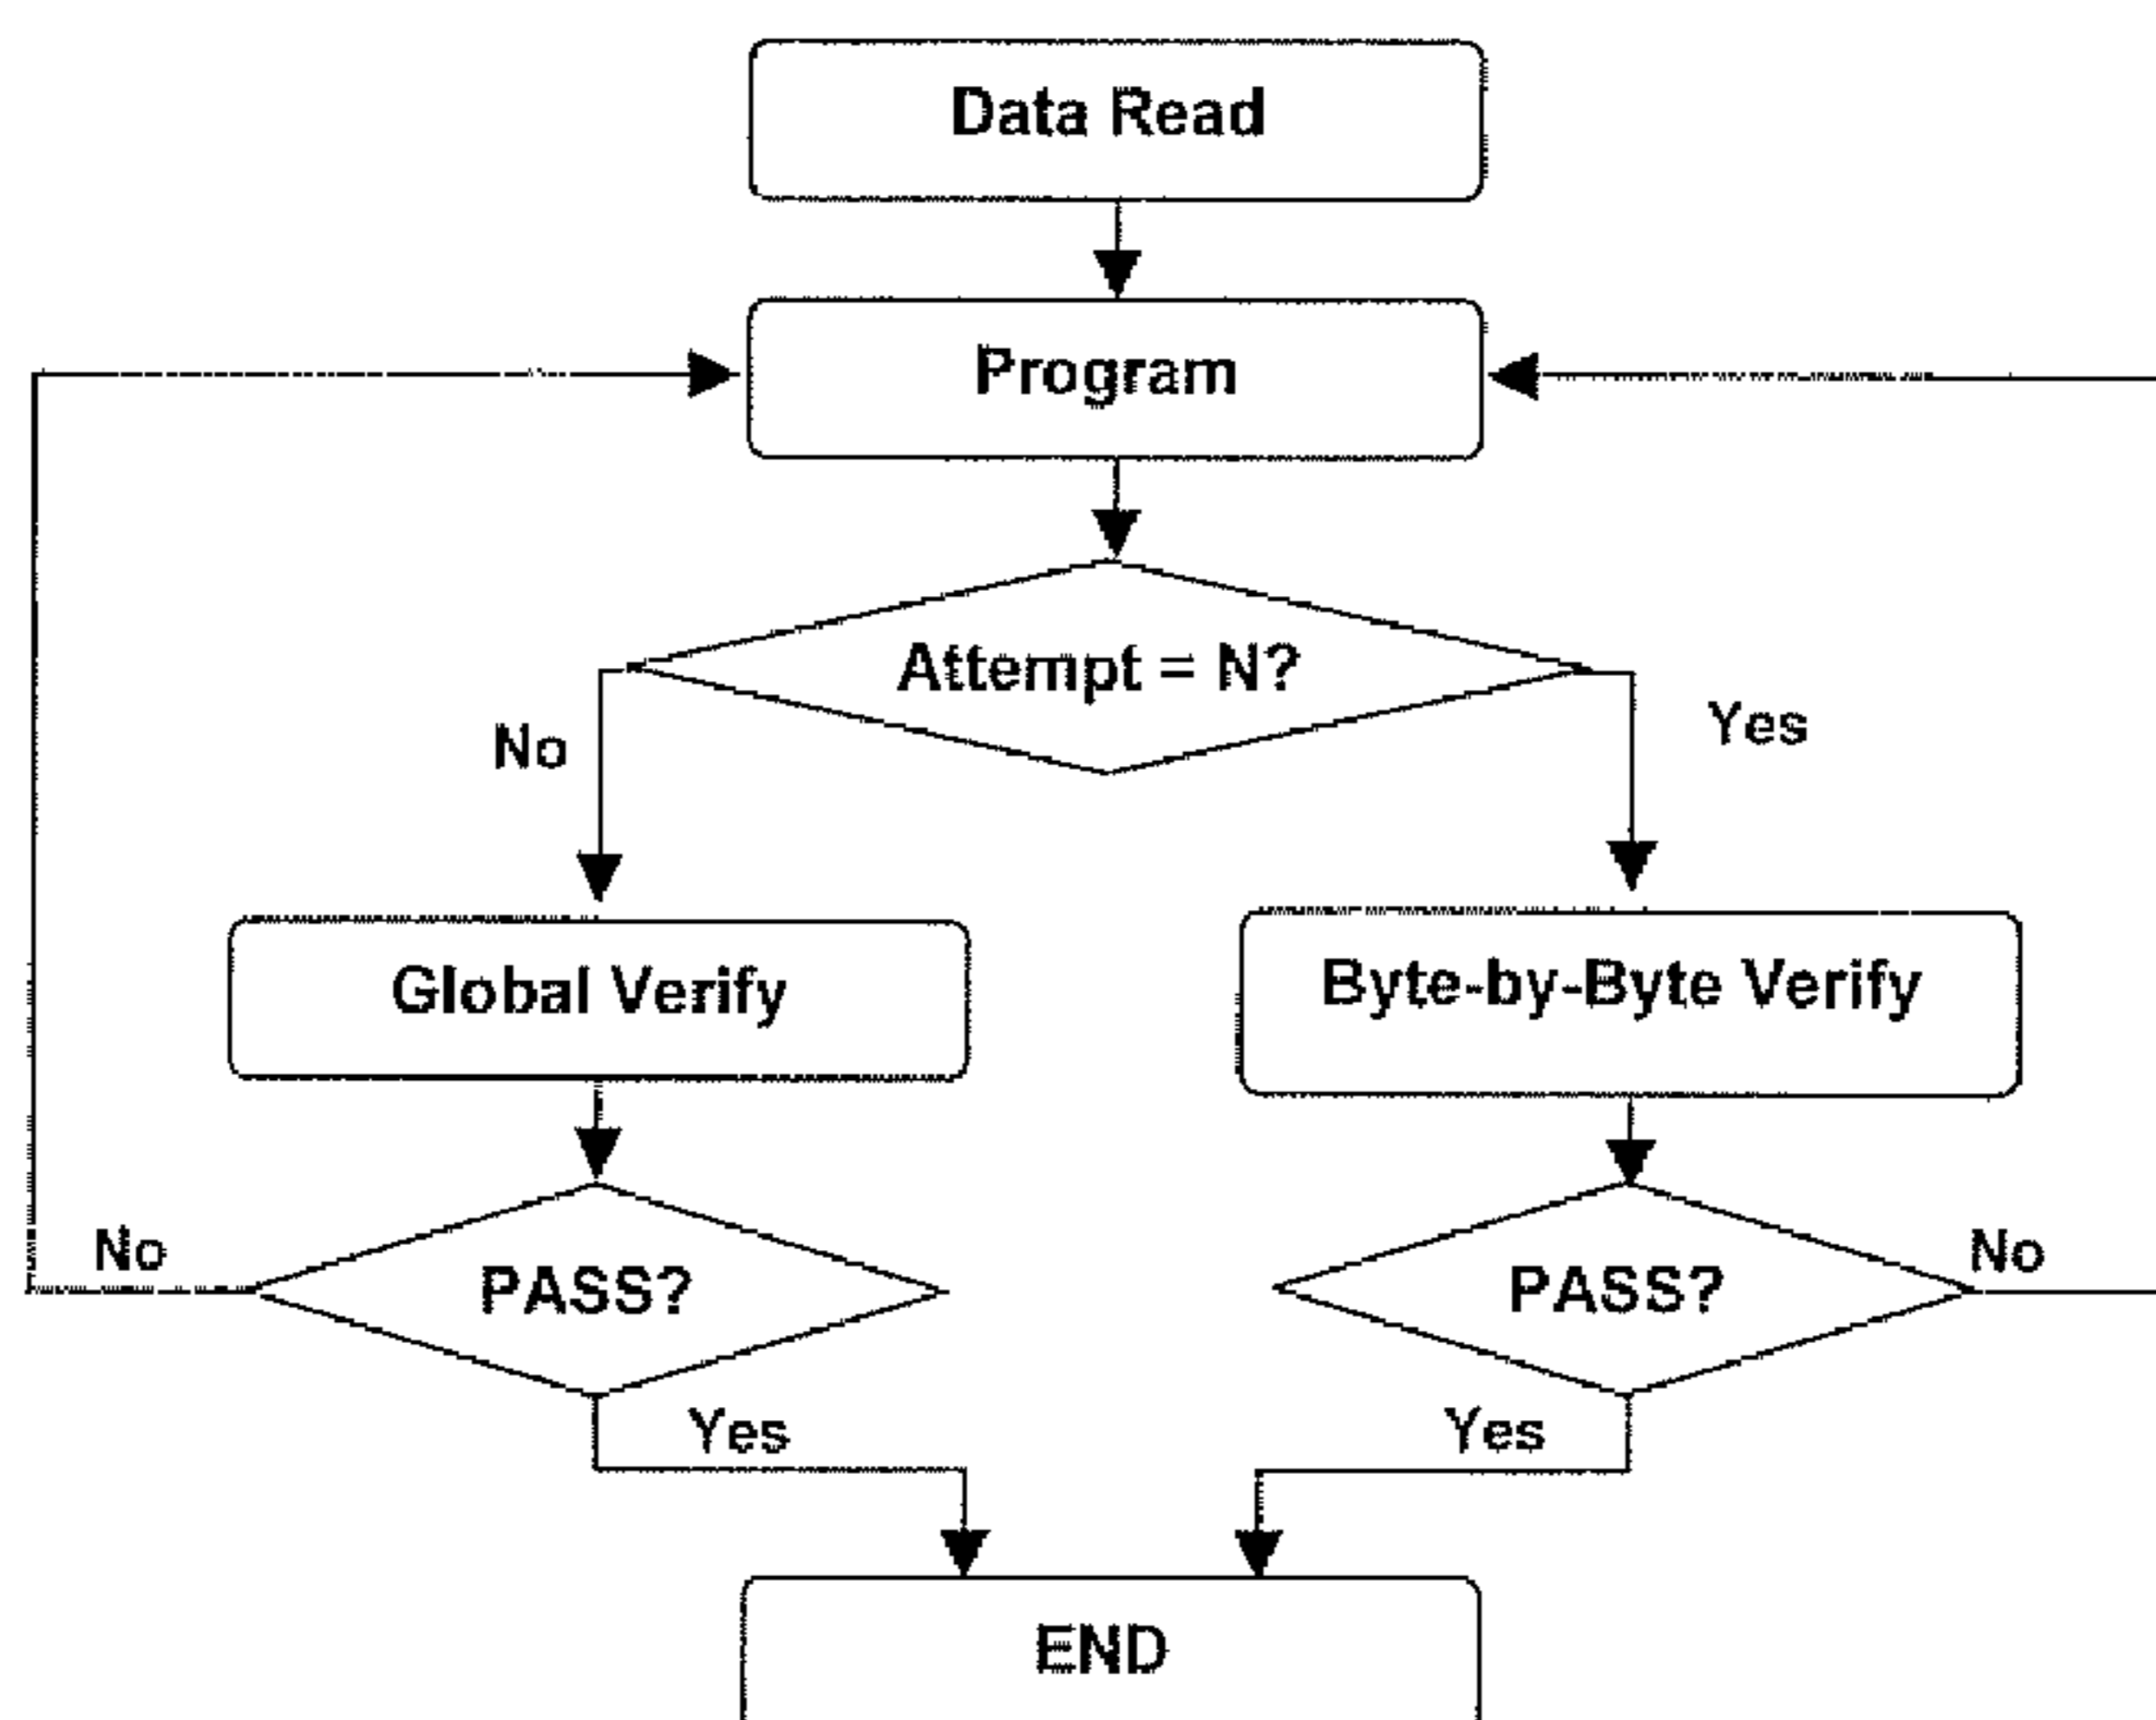 Data Read
Program
Attempt = N?
No
Yes
Global Verify
Byte-by-Byte Verify
No
PASS?
PASS?
No
Yes
Yes
END